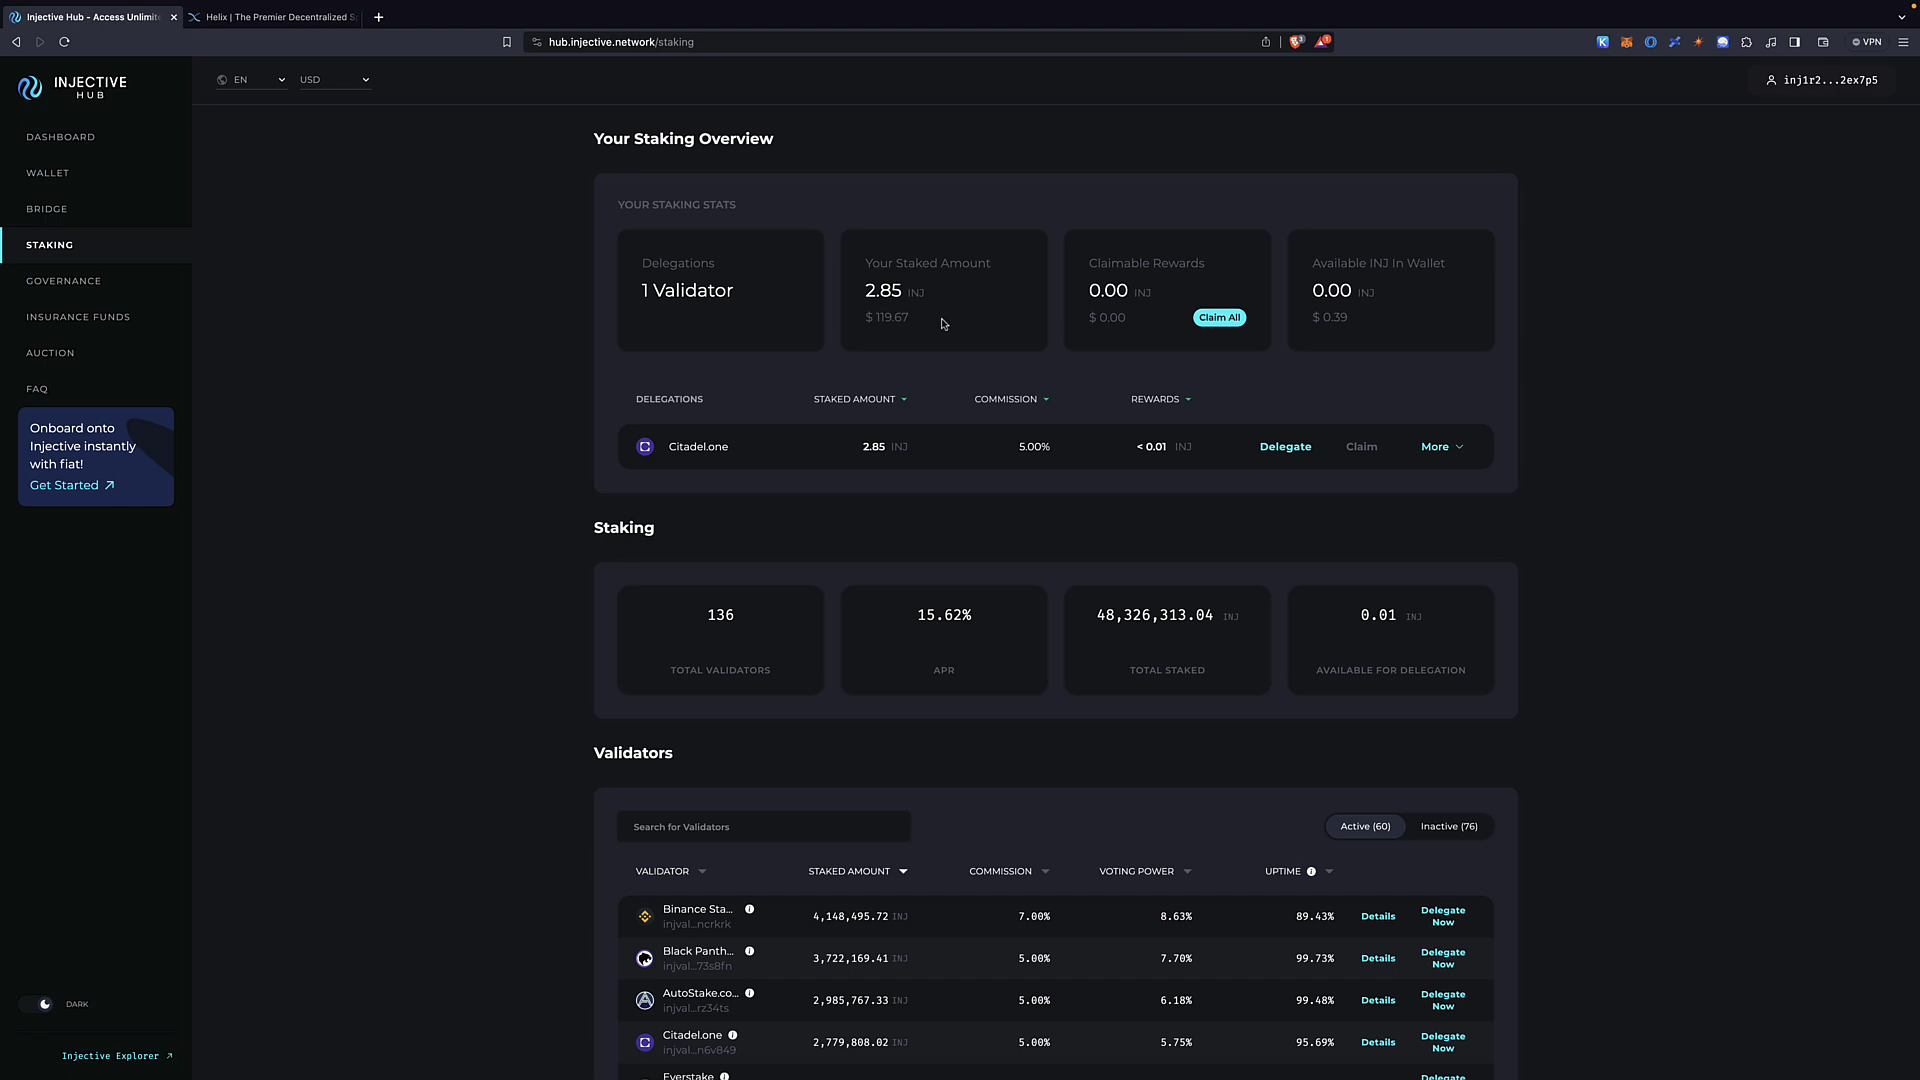 Injective Hub - Access Unlimite
Helix | The Premier Decentralized S
hub.injective.network/staking
VPN
INJECTIVE
HUB
EN
USD
inj1r2...2ex7p5
DASHBOARD
WALLET
BRIDGE
STAKING
GOVERNANCE
INSURANCE FUNDS
AUCTION
FAQ
Onboard onto
Injective instantly
with fiat!
Get Started
DARK
Injective Explorer
Your Staking Overview
YOUR STAKING STATS
Delegations
1 Validator
Your Staked Amount
2.85 INJ
$ 119.67
Claimable Rewards
0.00 INJ
$ 0.00
Claim All
Available INJ In Wallet
0.00 INJ
$ 0.39
DELEGATIONS STAKED AMOUNT COMMISSION REWARDS
Citadel.one 2.85 INJ 5.00% < 0.01 INJ Delegate Claim More
Staking
136
TOTAL VALIDATORS
15.62%
APR
48,326,313.04 INJ
TOTAL STAKED
0.01 INJ
AVAILABLE FOR DELEGATION
Validators
Search for Validators
Active (60) Inactive (76)
VALIDATOR STAKED AMOUNT COMMISSION VOTING POWER UPTIME
Binance Sta...
injval...ncrkrk
4,148,495.72 INJ 7.00% 8.63% 89.43% Details
Delegate
Now
Black Panth...
injval...73s8fn
3,722,169.41 INJ 5.00% 7.70% 99.73% Details
Delegate
Now
AutoStake.co...
injval...rz34ts
2,985,767.33 INJ 5.00% 6.18% 99.48% Details
Delegate
Now
Citadel.one
injval...n6v849
2,779,808.02 INJ 5.00% 5.75% 95.69% Details
Delegate
Now
Everstake
Delegate